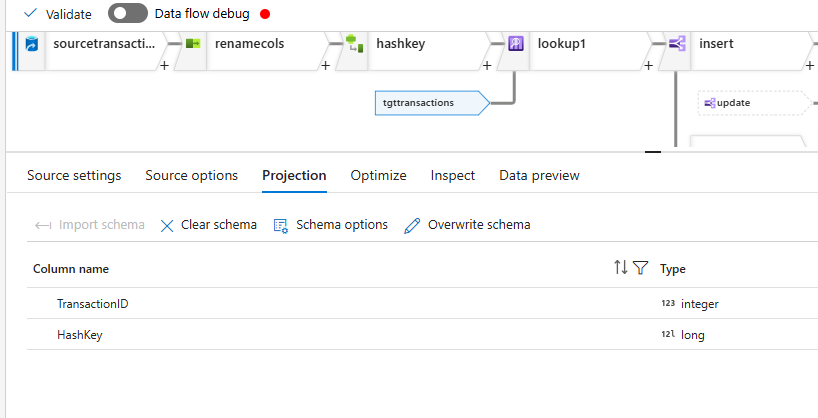 Validate Data flow debug
sourcetransacti... renamecols hashkey lookup1 insert
+ + + + +
tgttransactions update
Source settings Source options Projection Optimize Inspect Data preview
Import schema Clear schema Schema options Overwrite schema
Column name Type
TransactionID 123 integer
HashKey 12l long